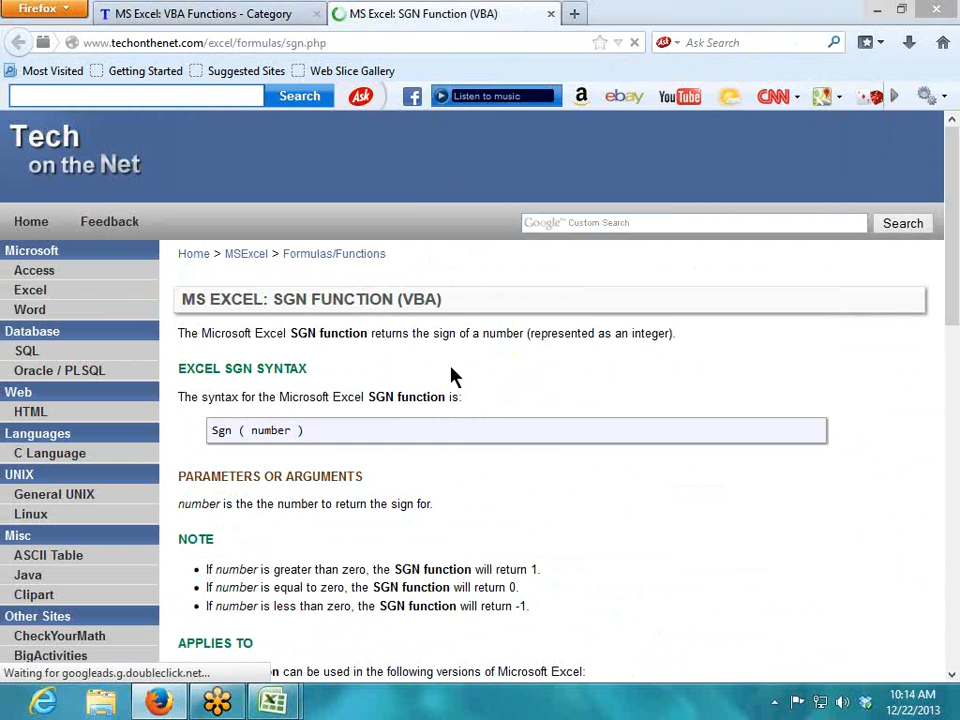 Firefox
MS Excel: VBA Functions - Category
MS Excel: SGN Function (VBA)
www.techonthenet.com/excel/formulas/sgn.php
Ask Search
Most Visited
Getting Started
Suggested Sites
Web Slice Gallery
Search
Ask
Listen to music
a
ebay
YouTube
CNN
Tech
on the Net
Home
Feedback
Google™ Custom Search
Search
Microsoft
Access
Excel
Word
Database
SQL
Oracle / PLSQL
Web
HTML
Languages
C Language
UNIX
General UNIX
Linux
Misc
ASCII Table
Java
Clipart
Other Sites
CheckYourMath
BigActivities
Home > MSExcel > Formulas/Functions
MS EXCEL: SGN FUNCTION (VBA)
The Microsoft Excel SGN function returns the sign of a number (represented as an integer).
EXCEL SGN SYNTAX
The syntax for the Microsoft Excel SGN function is:
Sgn ( number )
PARAMETERS OR ARGUMENTS
number is the the number to return the sign for.
NOTE
• If number is greater than zero, the SGN function will return 1.
• If number is equal to zero, the SGN function will return 0.
• If number is less than zero, the SGN function will return -1.
APPLIES TO
on can be used in the following versions of Microsoft Excel:
Waiting for googleads.g.doubleclick.net...
10:14 AM
12/22/2013